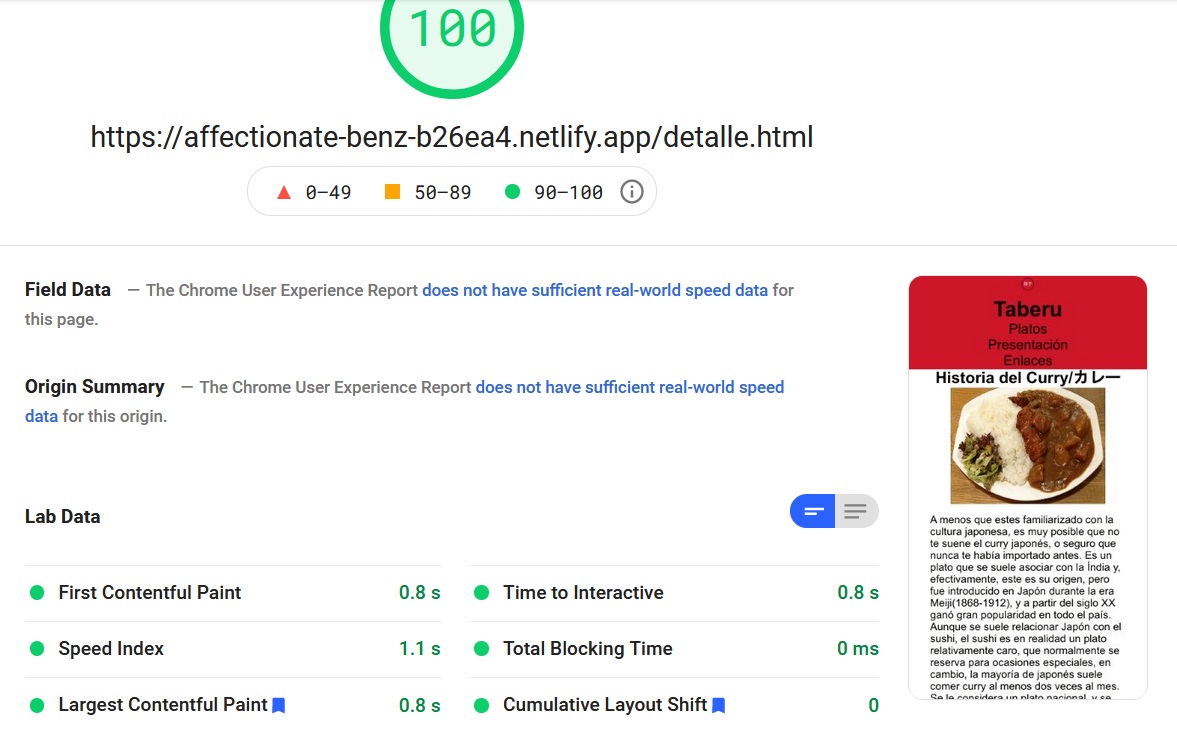 100
https://affectionate-benz-b26ea4.netlify.app/detalle.html
0–49 50–89 90–100
Field Data — The Chrome User Experience Report does not have sufficient real-world speed data for
this page.
Origin Summary — The Chrome User Experience Report does not have sufficient real-world speed
data for this origin.
Lab Data
First Contentful Paint 0.8 s
Time to Interactive 0.8 s
Speed Index 1.1 s
Total Blocking Time 0 ms
Largest Contentful Paint 0.8 s
Cumulative Layout Shift 0
Taberu
Platos
Presentación
Enlaces
Historia del Curry/カレー
A menos que estes familiarizado con la
cultura japonesa, es muy posible que no
te suene el curry japonés, o seguro que
nunca te había importado antes. Es un
plato que se suele asociar con la Índia y,
efectivamente, este es su origen, pero
fue introducido en Japón durante la era
Meiji(1868-1912), y a partir del siglo XX
ganó gran popularidad en todo el país.
Aunque se suele relacionar Japón con el
sushi, el sushi es en realidad un plato
relativamente caro, que normalmente se
reserva para ocasiones especiales, en
cambio, la mayoría de japonés suele
comer curry al menos dos veces al mes.
Se le considera un plato nacional, y se